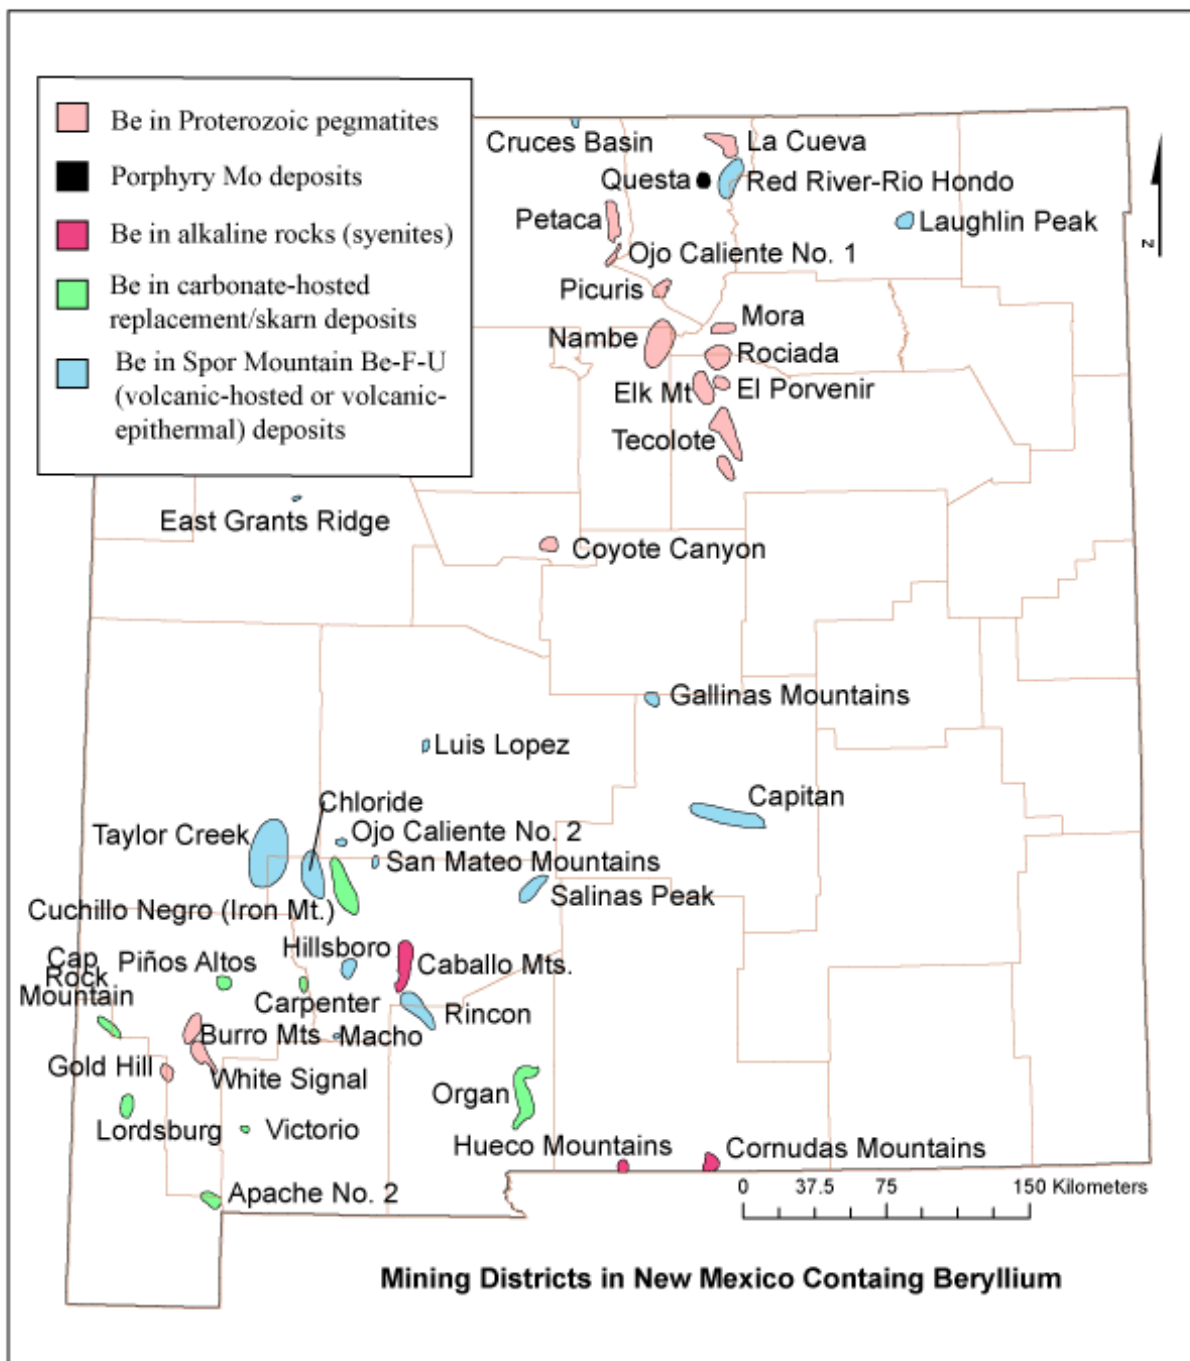 Be in Proterozoic pegmatites
Porphyry Mo deposits
Be in alkaline rocks (syenites)
Be in carbonate-hosted
replacement/skarn deposits
Be in Spor Mountain Be-F-U
(volcanic-hosted or volcanic-
epithermal) deposits
Cruces Basin
La Cueva
Questa
Red River-Rio Hondo
Petaca
Laughlin Peak
z
Ojo Caliente No. 1
Picuris
Mora
Nambe
Rociada
Elk Mt
El Porvenir
Tecolote
East Grants Ridge
Coyote Canyon
Gallinas Mountains
Luis Lopez
Chloride
Capitan
Taylor Creek
Ojo Caliente No. 2
San Mateo Mountains
Salinas Peak
Cuchillo Negro (Iron Mt.)
Hillsboro
Cap
Rock
Mountain
Piños Altos
Caballo Mts.
Carpenter
Rincon
Burro Mts
Macho
Gold Hill
White Signal
Organ
Lordsburg
Victorio
Hueco Mountains
Cornudas Mountains
Apache No. 2
0 37.5 75 150 Kilometers
Mining Districts in New Mexico Containg Beryllium